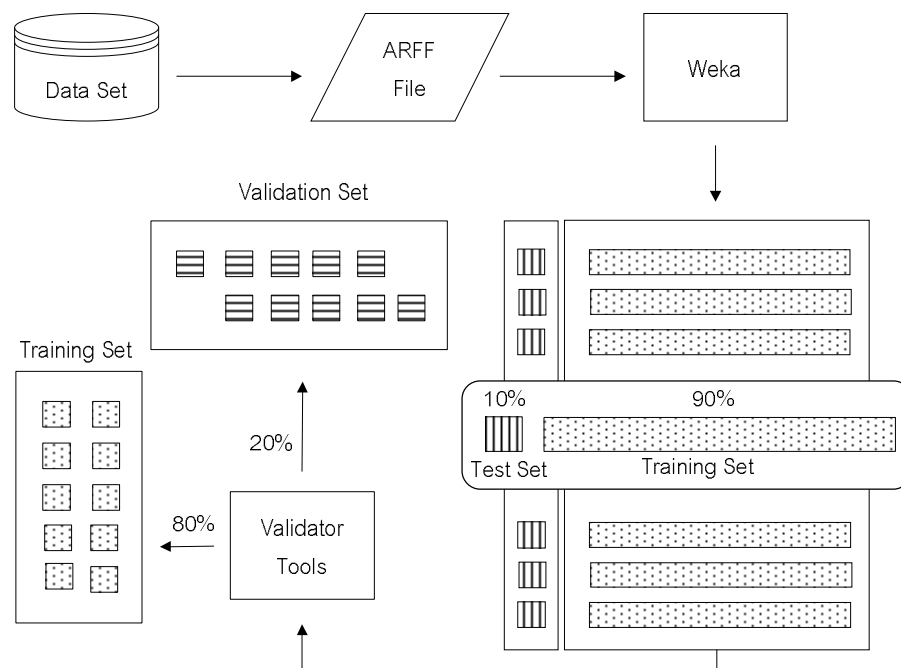 Data Set
ARFF
File
Weka
Validation Set
Training Set
10%
90%
Test Set
Training Set
20%
80%
Validator
Tools